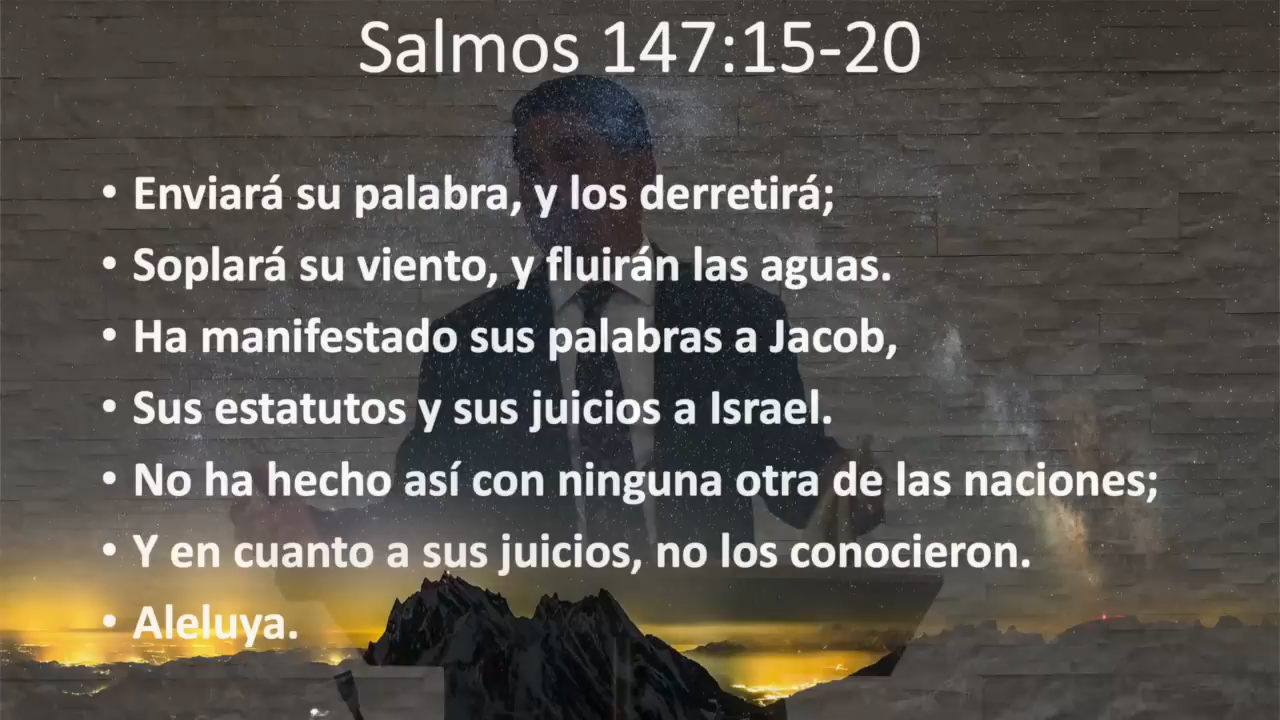 Salmos 147:15-20
• Enviará su palabra, y los derretirá;
• Soplará su viento, y fluirán las aguas.
• Ha manifestado sus palabras a Jacob,
• Sus estatutos y sus juicios a Israel.
• No ha hecho así con ninguna otra de las naciones;
• Y en cuanto a sus juicios, no los conocieron.
• Aleluya.